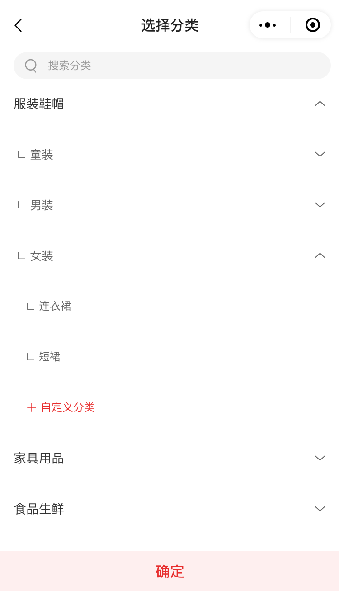 选择分类
搜索分类
服装鞋帽
童装
男装
女装
连衣裙
短裙
自定义分类
家具用品
食品生鲜
确定